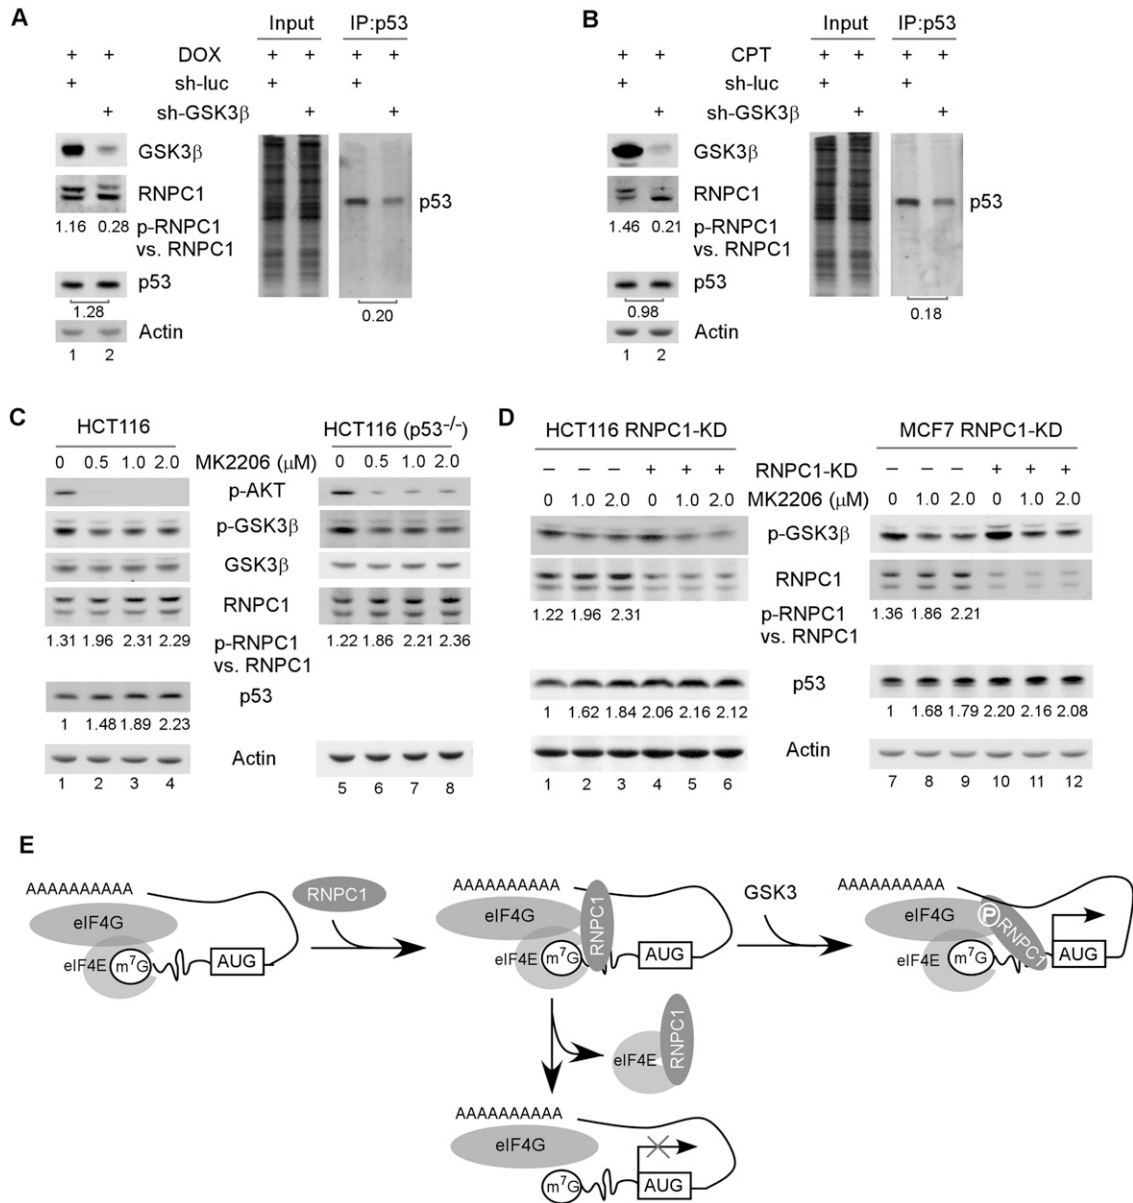 A
Input IP:p53
DOX + + + + + +
sh-luc + + +
sh-GSK3β + + +
GSK3β
RNPC1
1.16 0.28 p-RNPC1
vs. RNPC1
p53
p53
1.28
0.20
Actin
1 2
B
Input IP:p53
CPT + + + + + +
sh-luc + + +
sh-GSK3β + + +
GSK3β
RNPC1
1.46 0.21 p-RNPC1
vs. RNPC1
p53
p53
0.98
0.18
Actin
1 2
C
HCT116 HCT116 (p53-/-)
0 0.5 1.0 2.0 MK2206 (μM) 0 0.5 1.0 2.0
p-AKT
p-GSK3β
GSK3β
RNPC1
1.31 1.96 2.31 2.29 p-RNPC1 1.22 1.86 2.21 2.36
vs. RNPC1
p53
1 1.48 1.89 2.23
Actin
1 2 3 4 5 6 7 8
D
HCT116 RNPC1-KD MCF7 RNPC1-KD
– – – + + + RNPC1-KD – – – + + +
0 1.0 2.0 0 1.0 2.0 MK2206 (μM) 0 1.0 2.0 0 1.0 2.0
p-GSK3β
RNPC1
1.22 1.96 2.31 p-RNPC1 1.36 1.86 2.21
vs. RNPC1
p53
1 1.62 1.84 2.06 2.16 2.12 1 1.68 1.79 2.20 2.16 2.08
Actin
1 2 3 4 5 6 7 8 9 10 11 12
E
AAAAAAAAAA
eIF4G
eIF4E m7G AUG
RNPC1
AAAAAAAAAA
eIF4G RNPC1
eIF4E m7G AUG
GSK3
AAAAAAAAAA
eIF4G P RNPC1
eIF4E m7G AUG
eIF4E RNPC1
AAAAAAAAAA
eIF4G
m7G AUG